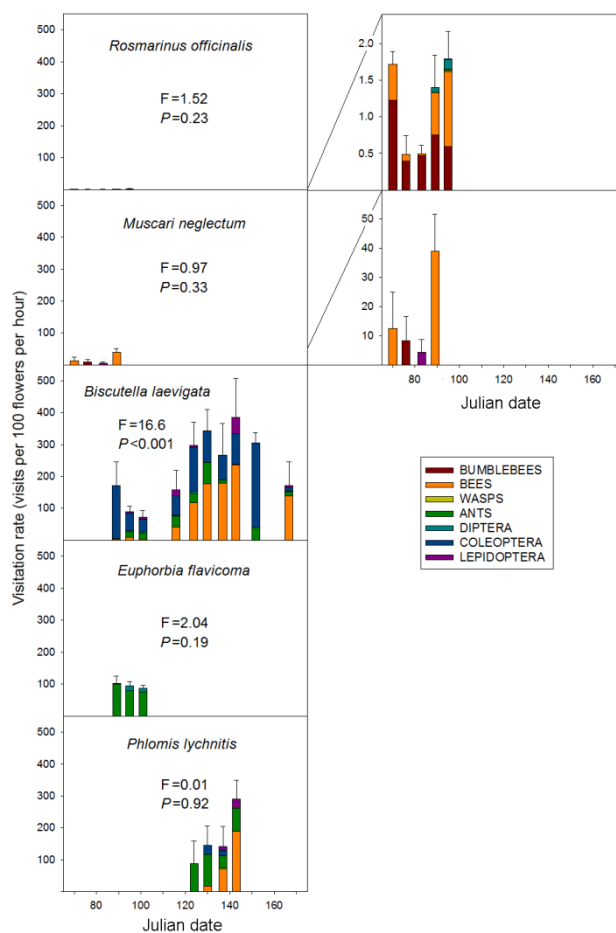 500
400
300
200
100
Rosmarinus officinalis
F=1.52
P=0.23
2.0
1.5
1.0
0.5
500
400
300
200
100
Muscari neglectum
F=0.97
P=0.33
50
40
30
20
10
80 100 120 140 160
Julian date
Visitation rate (visits per 100 flowers per hour)
500
400
300
200
100
Biscutella laevigata
F=16.6
P<0.001
BUMBLEBEES
BEES
WASPS
ANTS
DIPTERA
COLEOPTERA
LEPIDOPTERA
500
400
300
200
100
Euphorbia flavicoma
F=2.04
P=0.19
500
400
300
200
100
Phlomis lychnitis
F=0.01
P=0.92
80 100 120 140 160
Julian date